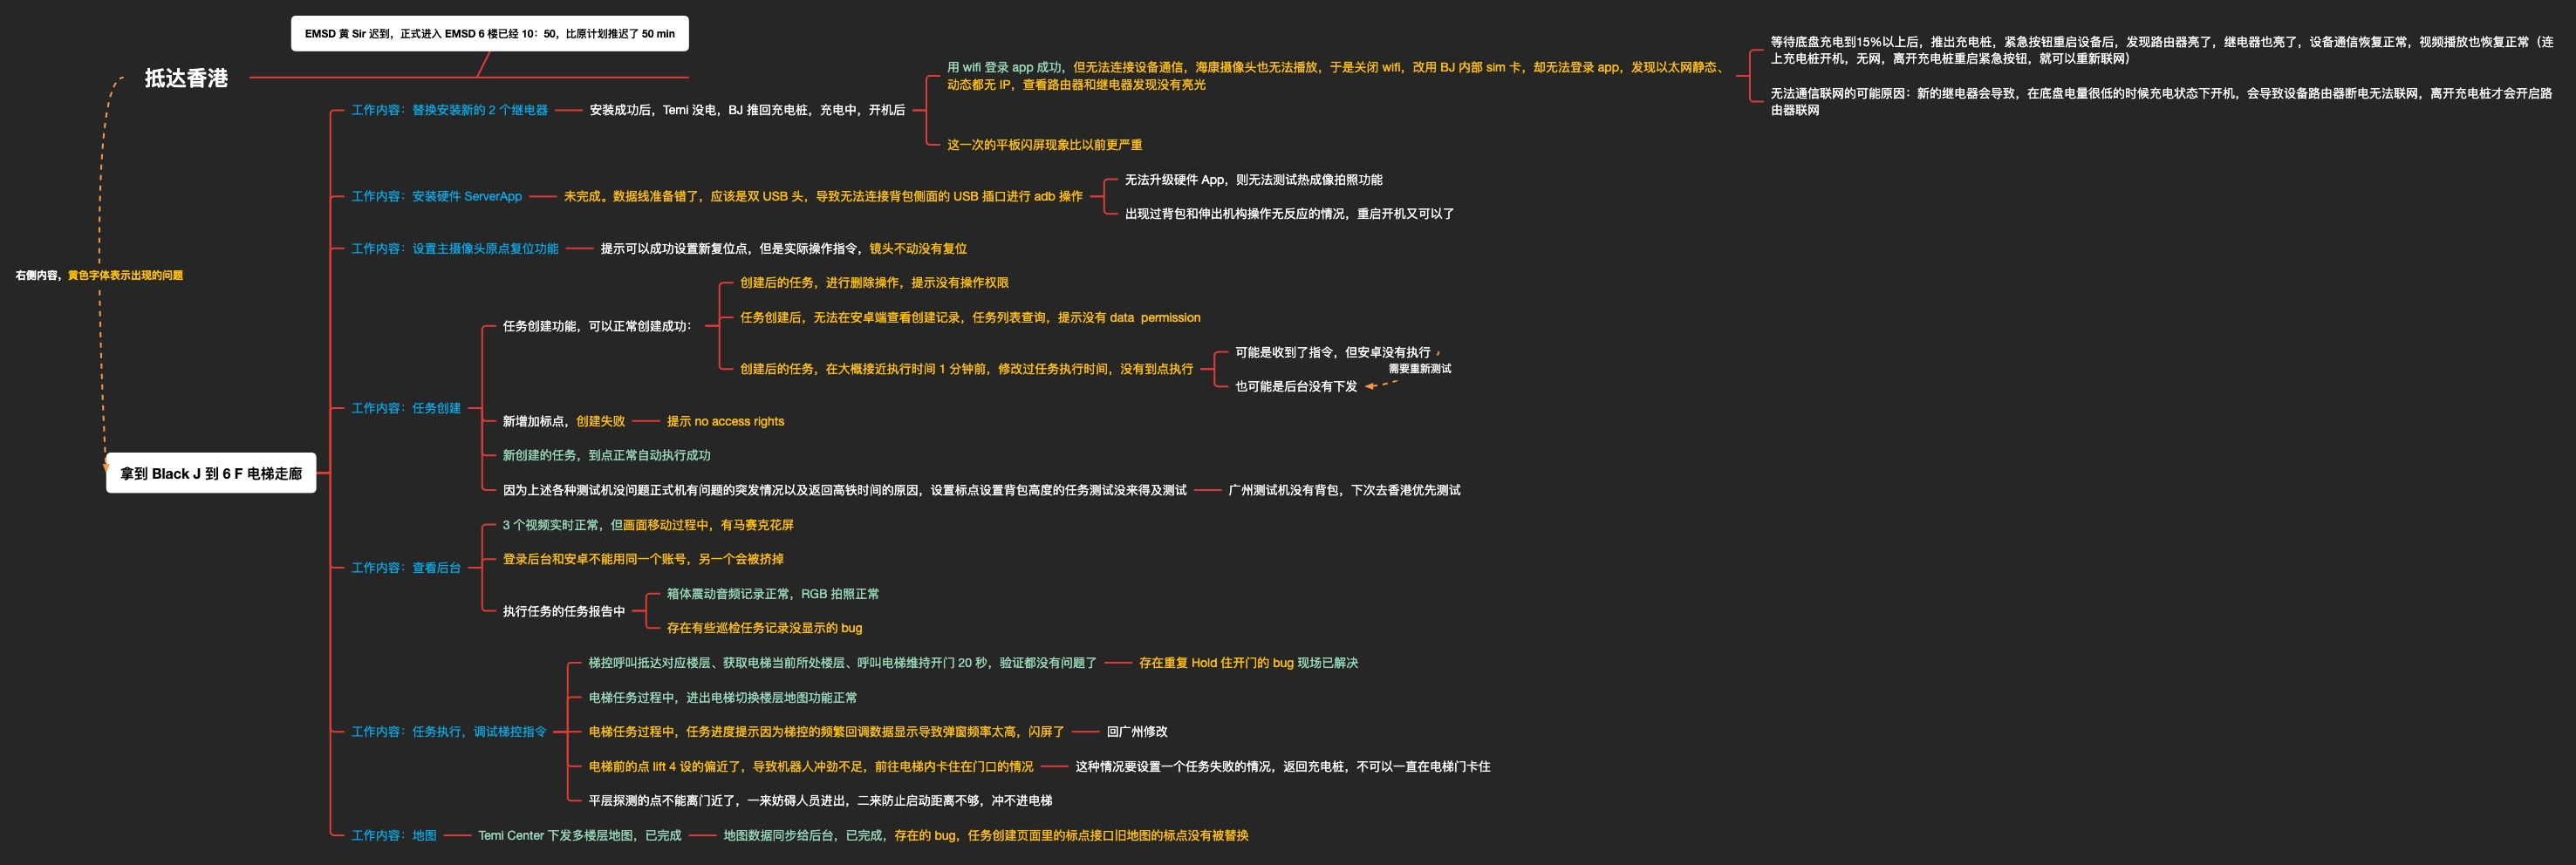 EMSD 黄 Sir 迟到，正式进入 EMSD 6 楼已经 10：50，比原计划推迟了 50 min
抵达香港
右侧内容，黄色字体表示出现的问题
拿到 Black J 到 6 F 电梯走廊
工作内容：替换安装新的 2 个继电器
安装成功后，Temi 没电，BJ 推回充电桩，充电中，开机后
用 wifi 登录 app 成功，但无法连接设备通信，海康摄像头也无法播放，于是关闭 wifi，改用 BJ 内部 sim 卡，却无法登录 app，发现以太网静态、
动态都无 IP，查看路由器和继电器发现没有亮光
等待底盘充电到15%以上后，推出充电桩，紧急按钮重启设备后，发现路由器亮了，继电器也亮了，设备通信恢复正常，视频播放也恢复正常（连
上充电桩开机，无网，离开充电桩重启紧急按钮，就可以重新联网）
无法通信联网的可能原因：新的继电器会导致，在底盘电量很低的时候充电状态下开机，会导致设备路由器断电无法联网，离开充电桩才会开启路
由器联网
这一次的平板闪屏现象比以前更严重
工作内容：安装硬件 ServerApp
未完成。数据线准备错了，应该是双 USB 头，导致无法连接背包侧面的 USB 插口进行 adb 操作
无法升级硬件 App，则无法测试热成像拍照功能
出现过背包和伸出机构操作无反应的情况，重启开机又可以了
工作内容：设置主摄像头原点复位功能
提示可以成功设置新复位点，但是实际操作指令，镜头不动没有复位
工作内容：任务创建
任务创建功能，可以正常创建成功：
创建后的任务，进行删除操作，提示没有操作权限
任务创建后，无法在安卓端查看创建记录，任务列表查询，提示没有 data  permission
创建后的任务，在大概接近执行时间 1 分钟前，修改过任务执行时间，没有到点执行
可能是收到了指令，但安卓没有执行
需要重新测试
也可能是后台没有下发
新增加标点，创建失败
提示 no access rights
新创建的任务，到点正常自动执行成功
因为上述各种测试机没问题正式机有问题的突发情况以及返回高铁时间的原因，设置标点设置背包高度的任务测试没来得及测试
广州测试机没有背包，下次去香港优先测试
工作内容：查看后台
3 个视频实时正常，但画面移动过程中，有马赛克花屏
登录后台和安卓不能用同一个账号，另一个会被挤掉
执行任务的任务报告中
箱体震动音频记录正常，RGB 拍照正常
存在有些巡检任务记录没显示的 bug
工作内容：任务执行，调试梯控指令
梯控呼叫抵达对应楼层、获取电梯当前所处楼层、呼叫电梯维持开门 20 秒，验证都没有问题了
存在重复 Hold 住开门的 bug 现场已解决
电梯任务过程中，进出电梯切换楼层地图功能正常
电梯任务过程中，任务进度提示因为梯控的频繁回调数据显示导致弹窗频率太高，闪屏了
回广州修改
电梯前的点 lift 4 设的偏近了，导致机器人冲劲不足，前往电梯内卡住在门口的情况
这种情况要设置一个任务失败的情况，返回充电桩，不可以一直在电梯门卡住
平层探测的点不能离门近了，一来妨碍人员进出，二来防止启动距离不够，冲不进电梯
工作内容：地图
Temi Center 下发多楼层地图，已完成
地图数据同步给后台，已完成，存在的 bug，任务创建页面里的标点接口旧地图的标点没有被替换